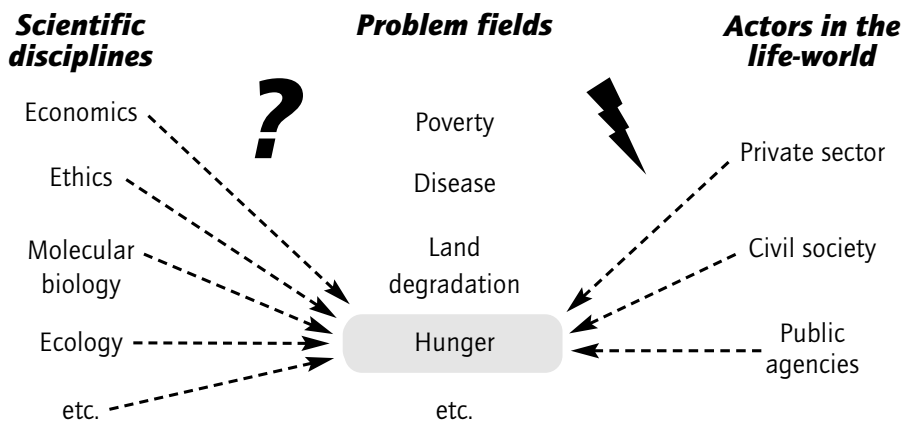 Scientific
disciplines
Economics
Ethics
Molecular
biology
Ecology
etc.
Problem fields
?
Poverty
Disease
Land
degradation
Hunger
etc.
Actors in the
life-world
Private sector
Civil society
Public
agencies